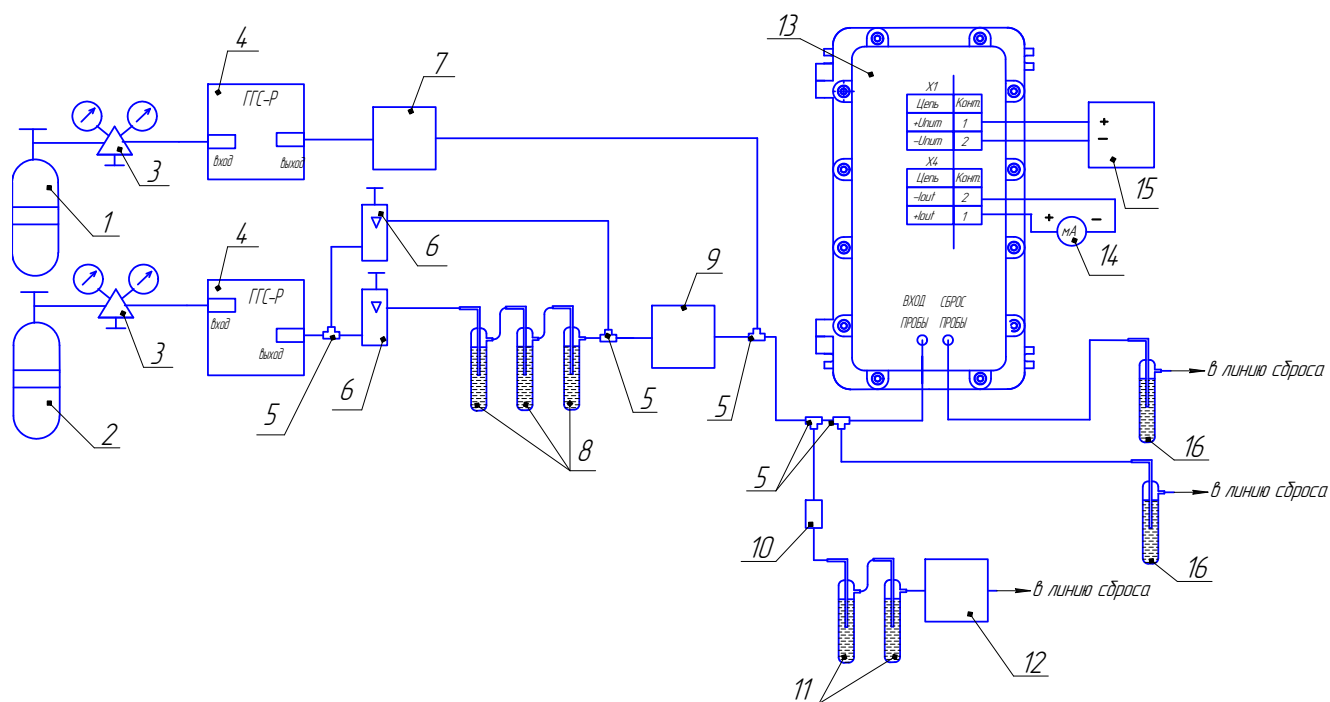 4
ГГС-Р
вход
выход
7
3
1
4
ГГС-Р
вход
выход
3
2
5
6
6
8
5
9
5
13
X1
Цепь Конт.
+Uпит 1
-Uпит 2
X4
Цепь Конт.
-Iout 2
+Iout 1
ВХОД ПРОБЫ
СБРОС ПРОБЫ
+
-
15
+ -
мА
14
в линию сброса
16
в линию сброса
16
5
10
11
12
в линию сброса